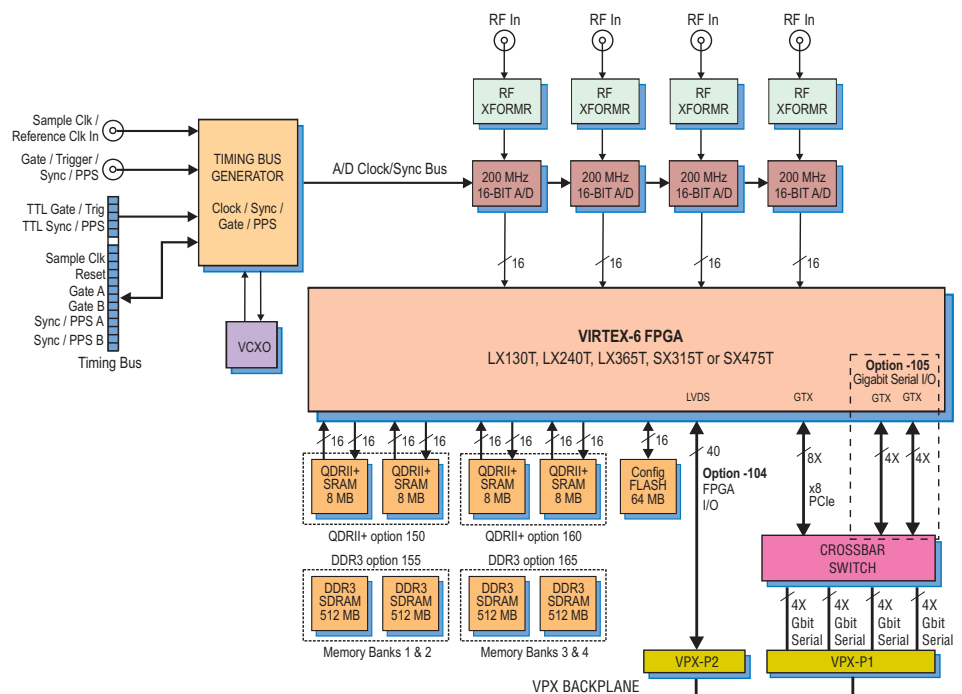 RF In
RF In
RF In
RF In
RF
XFORMR
RF
XFORMR
RF
XFORMR
RF
XFORMR
Sample Clk /
Reference Clk In
Gate / Trigger /
Sync / PPS
TTL Gate / Trig
TTL Sync / PPS
Sample Clk
Reset
Gate A
Gate B
Sync / PPS A
Sync / PPS B
Timing Bus
TIMING BUS
GENERATOR
Clock / Sync /
Gate / PPS
VCXO
A/D Clock/Sync Bus
200 MHz
16-BIT A/D
200 MHz
16-BIT A/D
200 MHz
16-BIT A/D
200 MHz
16-BIT A/D
16
16
16
16
VIRTEX-6 FPGA
LX130T, LX240T, LX365T, SX315T or SX475T
LVDS
GTX
Option -105
Gigabit Serial I/O
GTX
GTX
16
16
16
16
16
16
16
16
16
40
8X
4X
4X
QDRII+
SRAM
8 MB
QDRII+
SRAM
8 MB
QDRII+
SRAM
8 MB
QDRII+
SRAM
8 MB
Config
FLASH
64 MB
Option -104
FPGA
I/O
x8
PCIe
QDRII+ option 150
QDRII+ option 160
DDR3 option 155
DDR3 option 165
DDR3
SDRAM
512 MB
DDR3
SDRAM
512 MB
DDR3
SDRAM
512 MB
DDR3
SDRAM
512 MB
Memory Banks 1 & 2
Memory Banks 3 & 4
CROSSBAR
SWITCH
4X
Gbit
Serial
4X
Gbit
Serial
4X
Gbit
Serial
4X
Gbit
Serial
VPX-P2
VPX-P1
VPX BACKPLANE